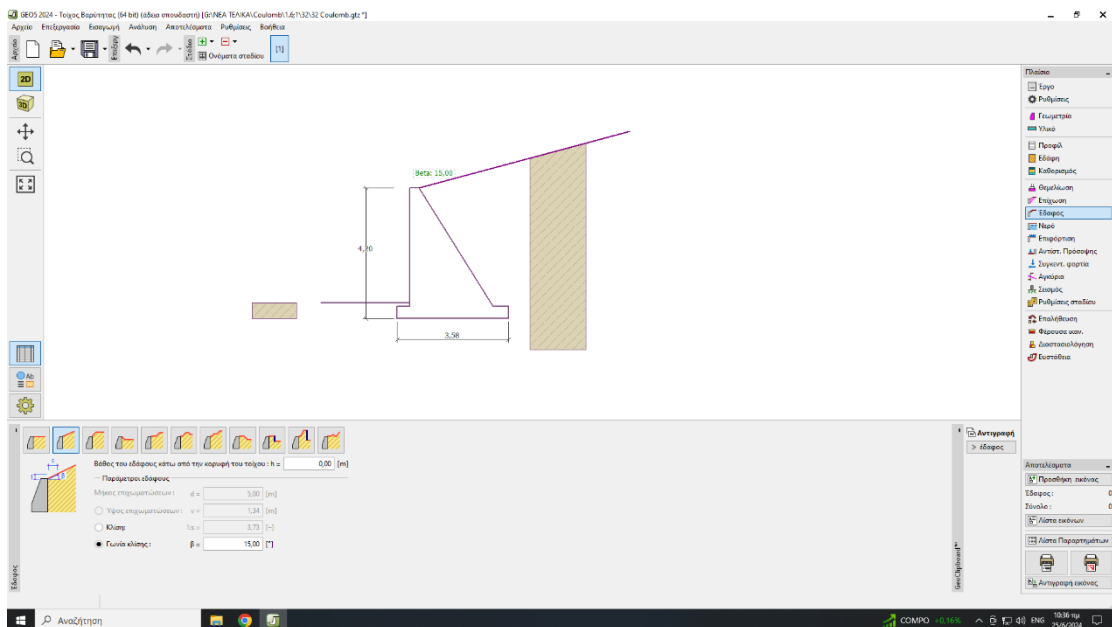 GEO5 2024 - Τοίχος Βαρύτητας (64 bit) (άδεια σπουδαστή) [G:\ΝΕΑ ΤΕΛΙΚΑ\Coulomb\1.6;1\32\32 Coulomb.gtz *]
Αρχείο Επεξεργασία Εισαγωγή Ανάλυση Αποτελέσματα Ρυθμίσεις Βοήθεια
Αρχείο
Επεξεργ
Στάδιο
Ονόματα σταδίου
[1]
2D
3D
Beta: 15,00
4,20
3,58
Πλαίσιο
Έργο
Ρυθμίσεις
Γεωμετρία
Υλικό
Προφίλ
Εδάφη
Καθορισμός
Θεμελίωση
Επίχωση
Έδαφος
Νερό
Επιφόρτιση
Αντίστ. Πρόσοψης
Συγκεντ. φορτία
Αγκύρια
Σεισμός
Ρυθμίσεις σταδίου
Επαλήθευση
Φέρουσα ικαν.
Διαστασιολόγηση
Ευστάθεια
Ab
Βάθος του εδάφους κάτω από την κορυφή του τοίχου : h = 0,00 [m]
Παράμετροι εδάφους
Μήκος επιχωματώσεων : d = 5,00 [m]
Ύψος επιχωματώσεων : v = 1,34 [m]
Κλίση: 1:s = 3,73 [-]
Γωνία κλίσης : β = 15,00 [°]
Έδαφος
GeoClipboard™
Αντιγραφή
> έδαφος
Αποτελέσματα
Προσθήκη εικόνας
Έδαφος : 0
Σύνολο : 0
Λίστα εικόνων
Λίστα Παραρτημάτων
Αντιγραφή εικόνας
Αναζήτηση
COMPO +0,16%
ENG
10:36 πμ
25/6/2024